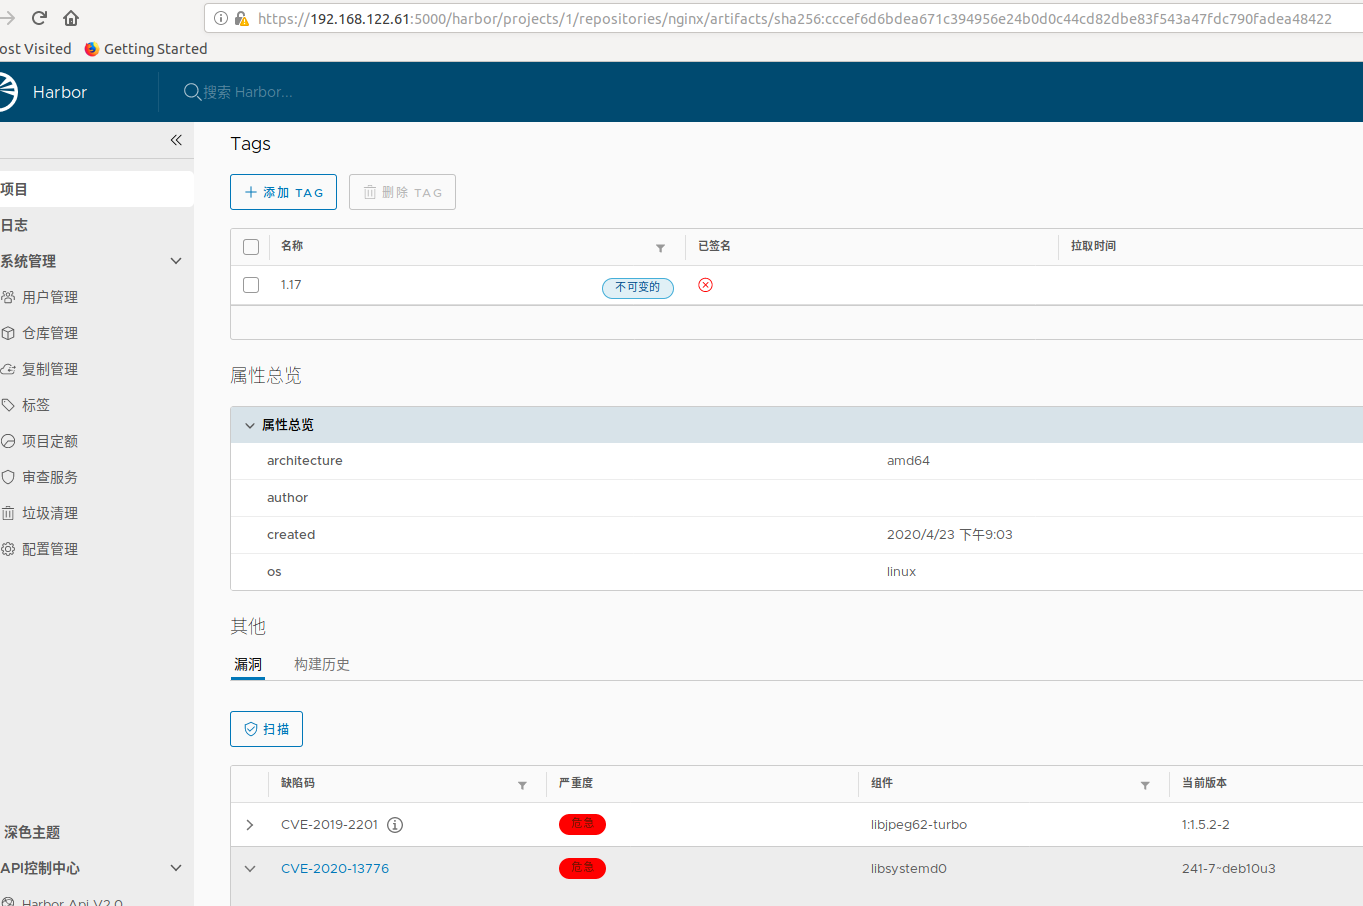 https://192.168.122.61:5000/harbor/projects/1/repositories/nginx/artifacts/sha256:cccef6d6bdea671c394956e24b0d0c44cd82dbe83f543a47fdc790fadea48422
ost Visited Getting Started
Harbor 搜索 Harbor...
Tags
项目
日志
系统管理
用户管理
仓库管理
复制管理
标签
项目定额
审查服务
垃圾清理
配置管理
深色主题
API控制中心
Harbor Api V2.0
添加 TAG 删除 TAG
名称 已签名 拉取时间
1.17 不可变的
属性总览
属性总览
architecture amd64
author
created 2020/4/23 下午9:03
os linux
其他
漏洞 构建历史
扫描
缺陷码 严重度 组件 当前版本
CVE-2019-2201 危急 libjpeg62-turbo 1:1.5.2-2
CVE-2020-13776 危急 libsystemd0 241-7~deb10u3